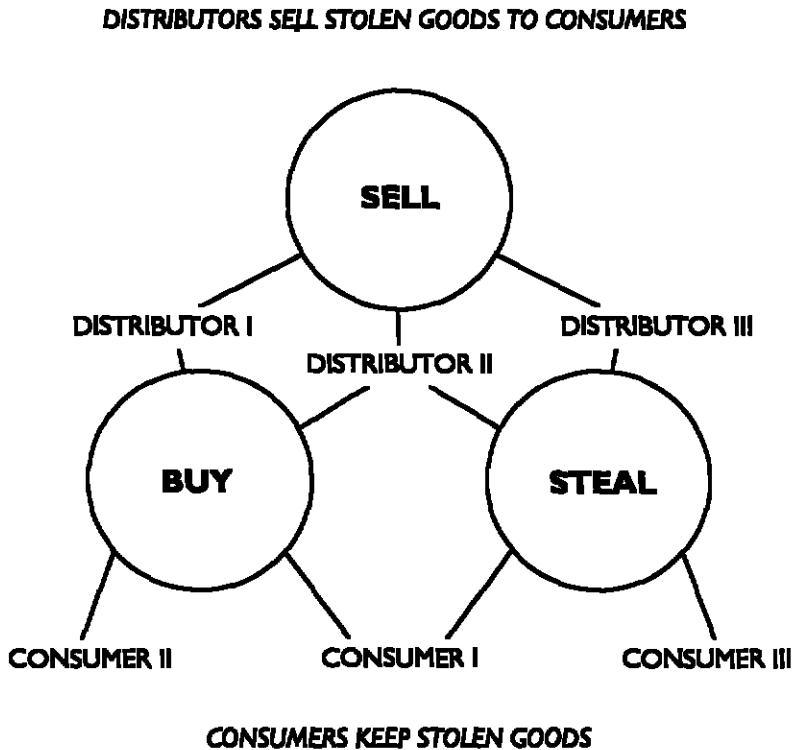 DISTRIBUTORS SELL STOLEN GOODS TO CONSUMERS
SELL
DISTRIBUTOR I
DISTRIBUTOR III
DISTRIBUTOR II
BUY
STEAL
CONSUMER II
CONSUMER I
CONSUMER III
CONSUMERS KEEP STOLEN GOODS